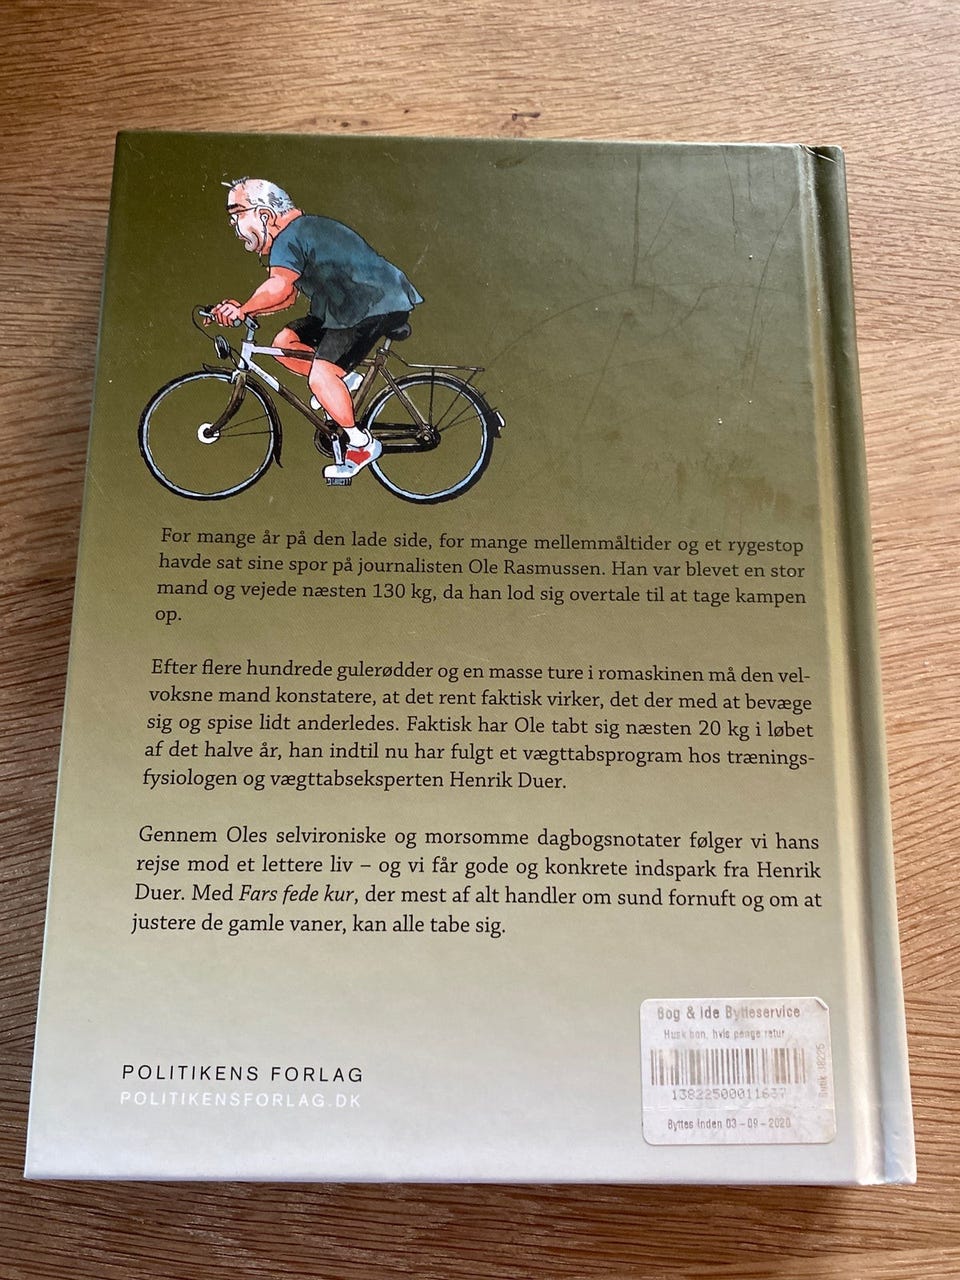 For mange år på den lade side, for mange mellemmåltider og et rygestop
havde sat sine spor på journalisten Ole Rasmussen. Han var blevet en stor
mand og vejede næsten 130 kg, da han lod sig overtale til at tage kampen
op.
Efter flere hundrede gulerødder og en masse ture i romaskinen må den vel-
voksne mand konstatere, at det rent faktisk virker, det der med at bevæge
sig og spise lidt anderledes. Faktisk har Ole tabt sig næsten 20 kg i løbet
af det halve år, han indtil nu har fulgt et vægttabsprogram hos trænings-
fysiologen og vægttabseksperten Henrik Duer.
Gennem Oles selvironiske og morsomme dagbogsnotater følger vi hans
rejse mod et lettere liv – og vi får gode og konkrete indspark fra Henrik
Duer. Med Fars fede kur, der mest af alt handler om sund fornuft og om at
justere de gamle vaner, kan alle tabe sig.
POLITIKENS FORLAG
POLITIKENSFORLAG.DK
Bog & Ide Bytteservice
Husk bon, hvis penge retur
13822500011637
Byttes inden 03-09-2020